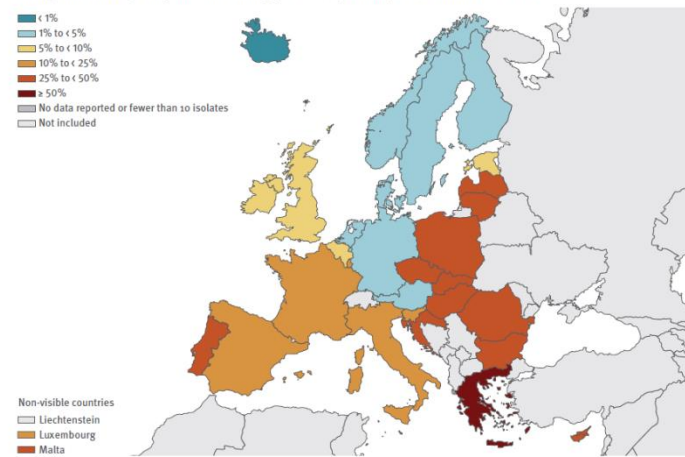 < 1%
1% to < 5%
5% to < 10%
10% to < 25%
25% to < 50%
≥ 50%
No data reported or fewer than 10 isolates
Not included
Non-visible countries
Liechtenstein
Luxembourg
Malta